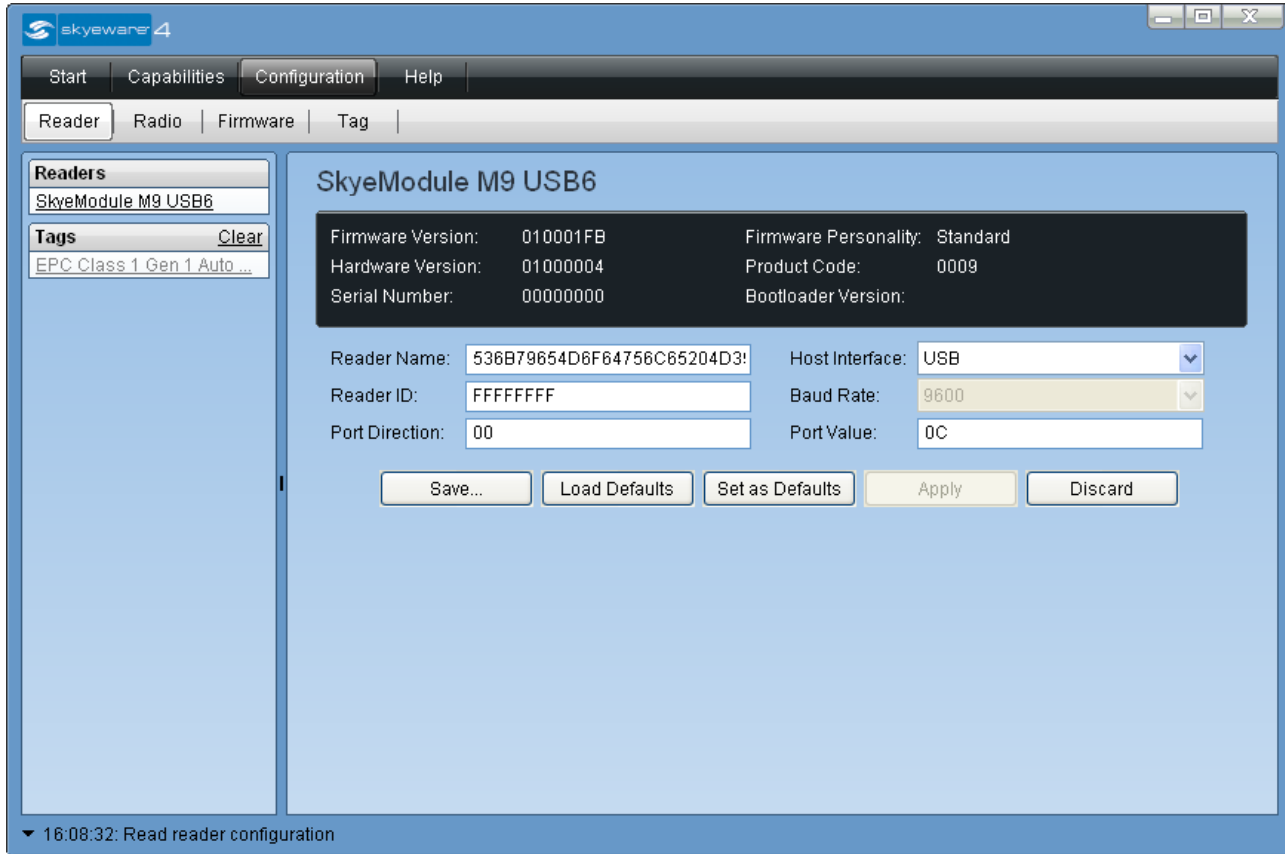 skyeware 4
Start Capabilities Configuration Help
Reader Radio Firmware Tag
Readers
SkyeModule M9 USB6
Tags Clear
EPC Class 1 Gen 1 Auto ...
SkyeModule M9 USB6
Firmware Version: 010001FB Firmware Personality: Standard
Hardware Version: 01000004 Product Code: 0009
Serial Number: 00000000 Bootloader Version:
Reader Name: 536B79654D6F64756C65204D3 Host Interface: USB
Reader ID: FFFFFFFF Baud Rate: 9600
Port Direction: 00 Port Value: 0C
Save... Load Defaults Set as Defaults Apply Discard
16:08:32: Read reader configuration